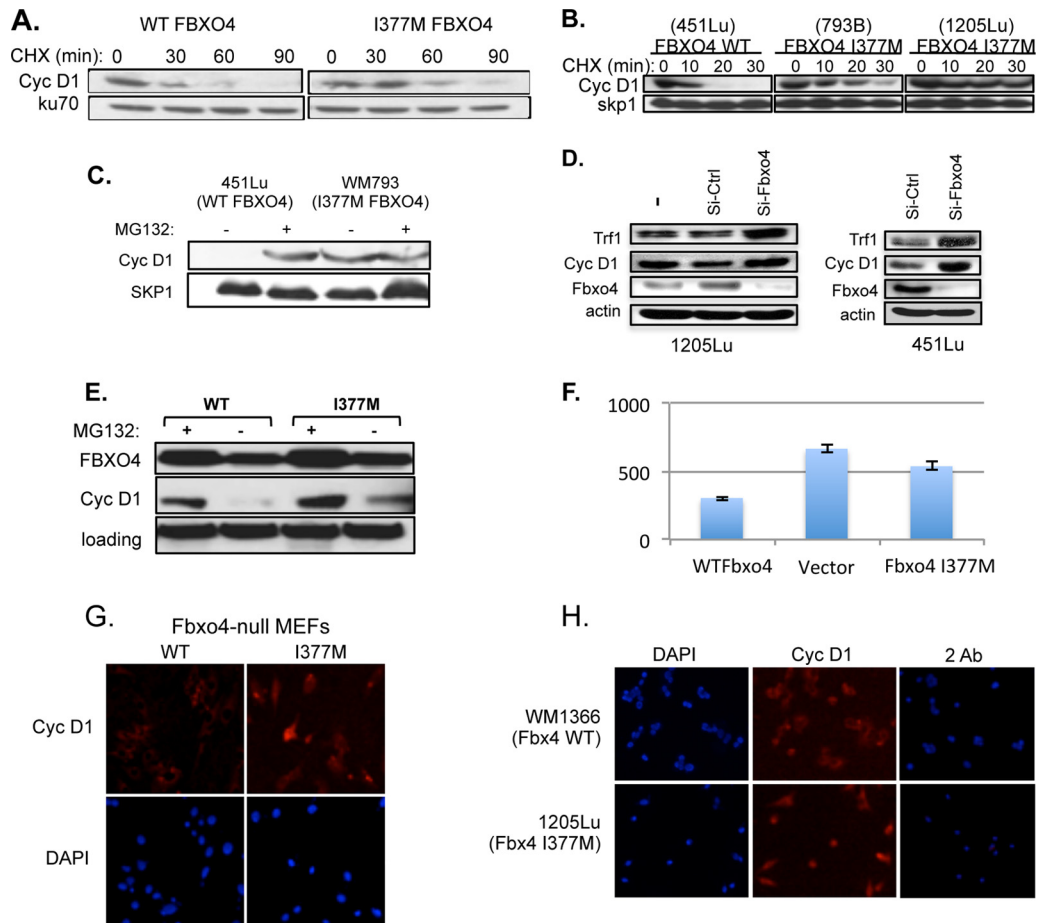 A.
WT FBXO4 I377M FBXO4
CHX (min): 0 30 60 90 0 30 60 90
Cyc D1
ku70
B.
(451Lu) (793B) (1205Lu)
FBXO4 WT FBXO4 I377M FBXO4 I377M
CHX (min): 0 10 20 30 0 10 20 30 0 10 20 30
Cyc D1
skp1
C.
451Lu WM793
(WT FBXO4) (I377M FBXO4)
MG132: - + - +
Cyc D1
SKP1
D.
- Si-Ctrl Si-Fbxo4
Trf1
Cyc D1
Fbxo4
actin
1205Lu
Si-Ctrl Si-Fbxo4
Trf1
Cyc D1
Fbxo4
actin
451Lu
E.
WT I377M
MG132: + - + -
FBXO4
Cyc D1
loading
F.
1000
500
0
WTFbxo4 Vector Fbxo4 I377M
G.
Fbxo4-null MEFs
WT I377M
Cyc D1
DAPI
H.
DAPI Cyc D1 2 Ab
WM1366
(Fbx4 WT)
1205Lu
(Fbx4 I377M)